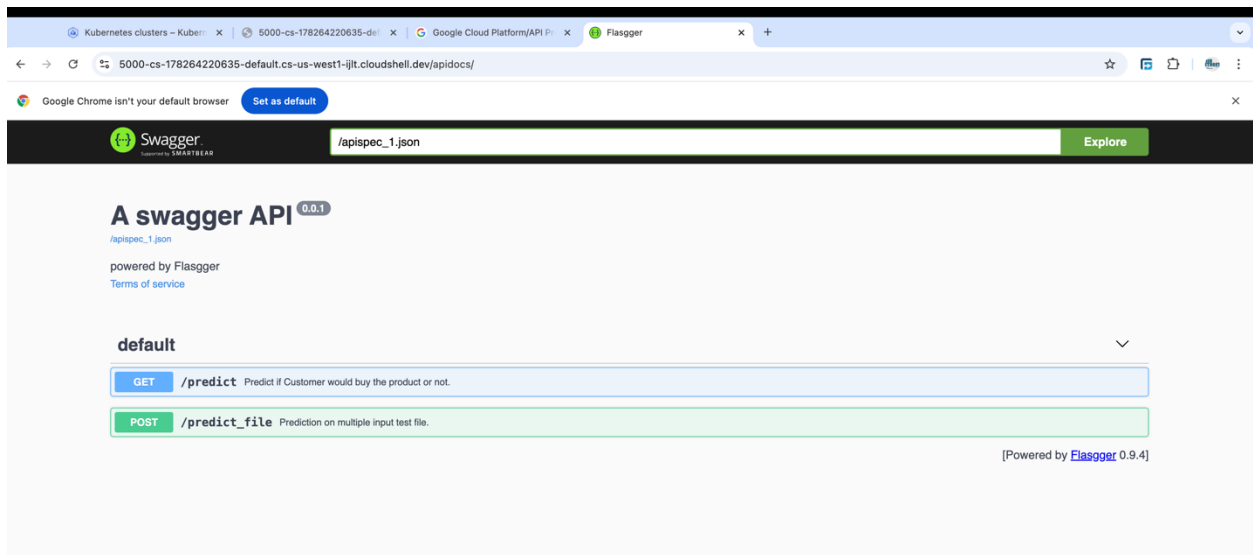 Kubernetes clusters – Kubern
5000-cs-178264220635-def
Google Cloud Platform/API Pr
Flasgger
5000-cs-178264220635-default.cs-us-west1-ijlt.cloudshell.dev/apidocs/
Google Chrome isn't your default browser Set as default
Swagger.
Supported by SMARTBEAR
/apispec_1.json
Explore
A swagger API 0.0.1
/apispec_1.json
powered by Flasgger
Terms of service
default
GET /predict Predict if Customer would buy the product or not.
POST /predict_file Prediction on multiple input test file.
[Powered by Flasgger 0.9.4]